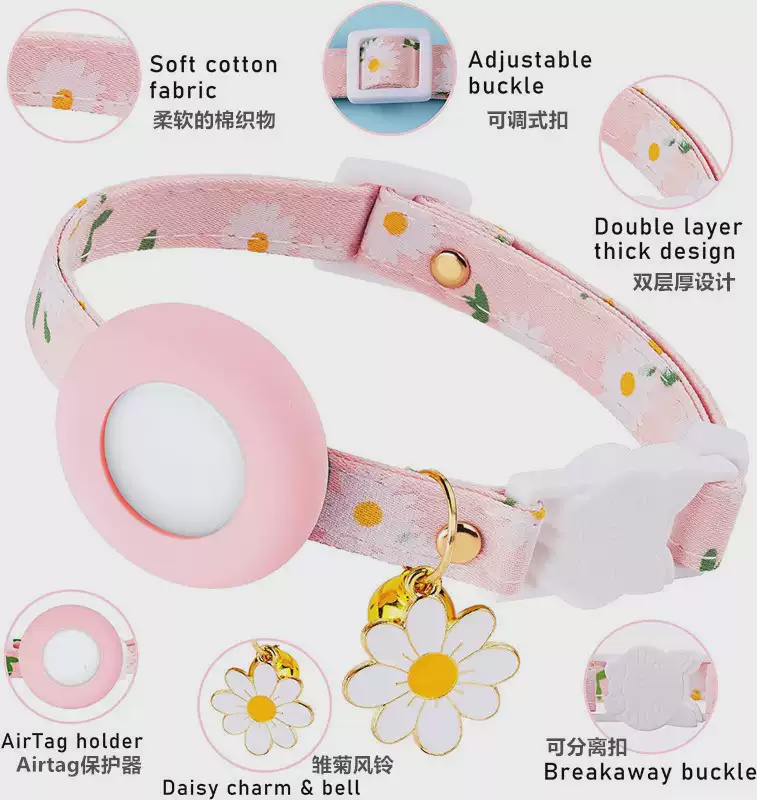 Soft cotton
fabric
柔软的棉织物
Adjustable
buckle
可调式扣
Double layer
thick design
双层厚设计
AirTag holder
Airtag保护器
雏菊风铃
Daisy charm & bell
可分离扣
Breakaway buckle